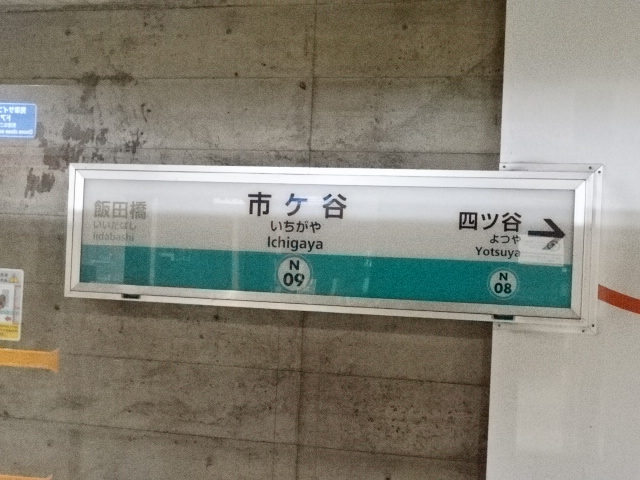 飯田橋
いいだばし
Iidabashi
市ケ谷
いちがや
Ichigaya
N
09
四ツ谷
よつや
Yotsuya
N
08